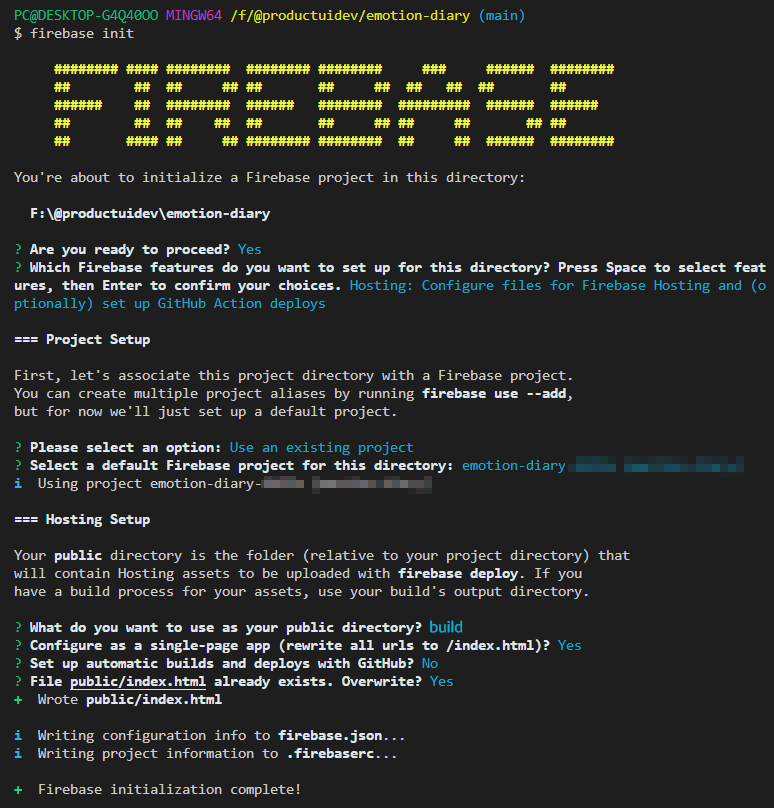 PC@DESKTOP-G4Q40OO MINGW64 /f/@productuidev/emotion-diary (main)
$ firebase init
FIREBASE
You're about to initialize a Firebase project in this directory:
F:\@productuidev\emotion-diary
? Are you ready to proceed? Yes
? Which Firebase features do you want to set up for this directory? Press Space to select feat
ures, then Enter to confirm your choices. Hosting: Configure files for Firebase Hosting and (o
ptionally) set up GitHub Action deploys
=== Project Setup
First, let's associate this project directory with a Firebase project.
You can create multiple project aliases by running firebase use --add,
but for now we'll just set up a default project.
? Please select an option: Use an existing project
? Select a default Firebase project for this directory: emotion-diary
i Using project emotion-diary-
=== Hosting Setup
Your public directory is the folder (relative to your project directory) that
will contain Hosting assets to be uploaded with firebase deploy. If you
have a build process for your assets, use your build's output directory.
? What do you want to use as your public directory? build
? Configure as a single-page app (rewrite all urls to /index.html)? Yes
? Set up automatic builds and deploys with GitHub? No
? File public/index.html already exists. Overwrite? Yes
+ Wrote public/index.html
i Writing configuration info to firebase.json...
i Writing project information to .firebaserc...
+ Firebase initialization complete!